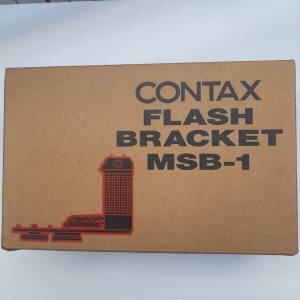 CONTAX
FLASH
BRACKET
MSB-1